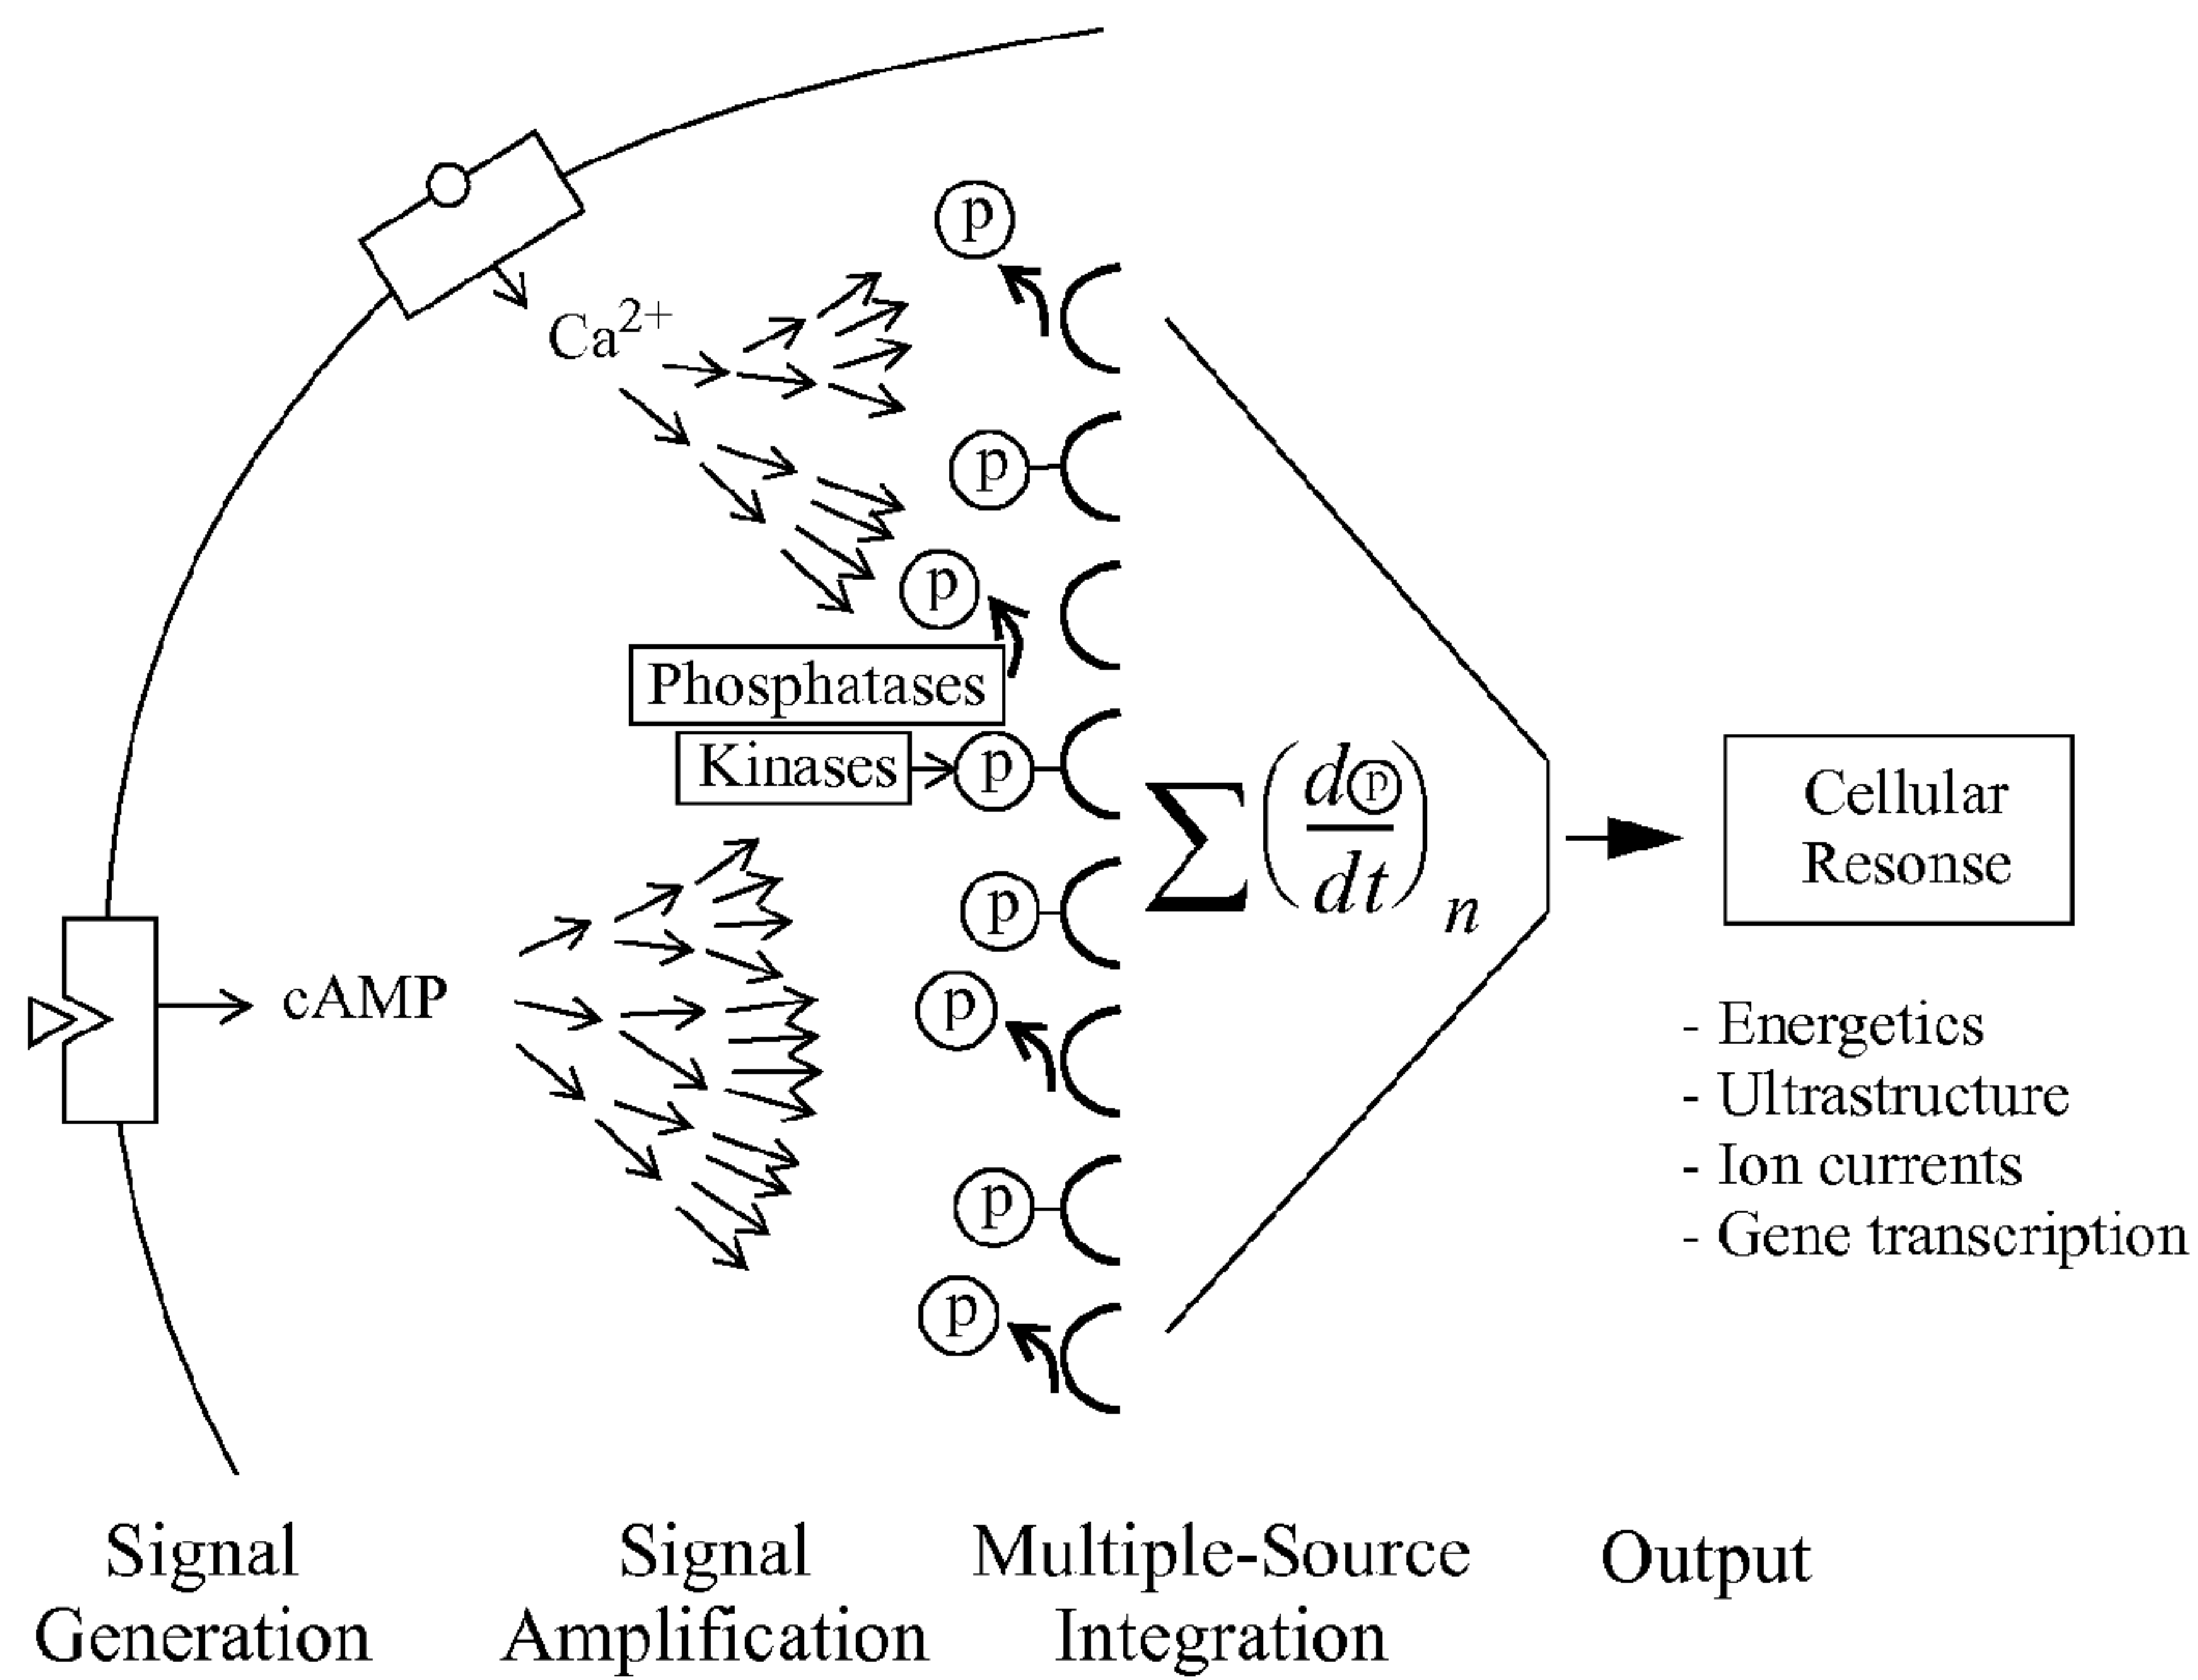 Ca2+
p
p
p
Phosphatases
Kinases
p
p
p
p
p
cAMP
∑(dp/dt)n
Cellular
Resonse
- Energetics
- Ultrastructure
- Ion currents
- Gene transcription
Signal
Generation
Signal
Amplification
Multiple-Source
Integration
Output